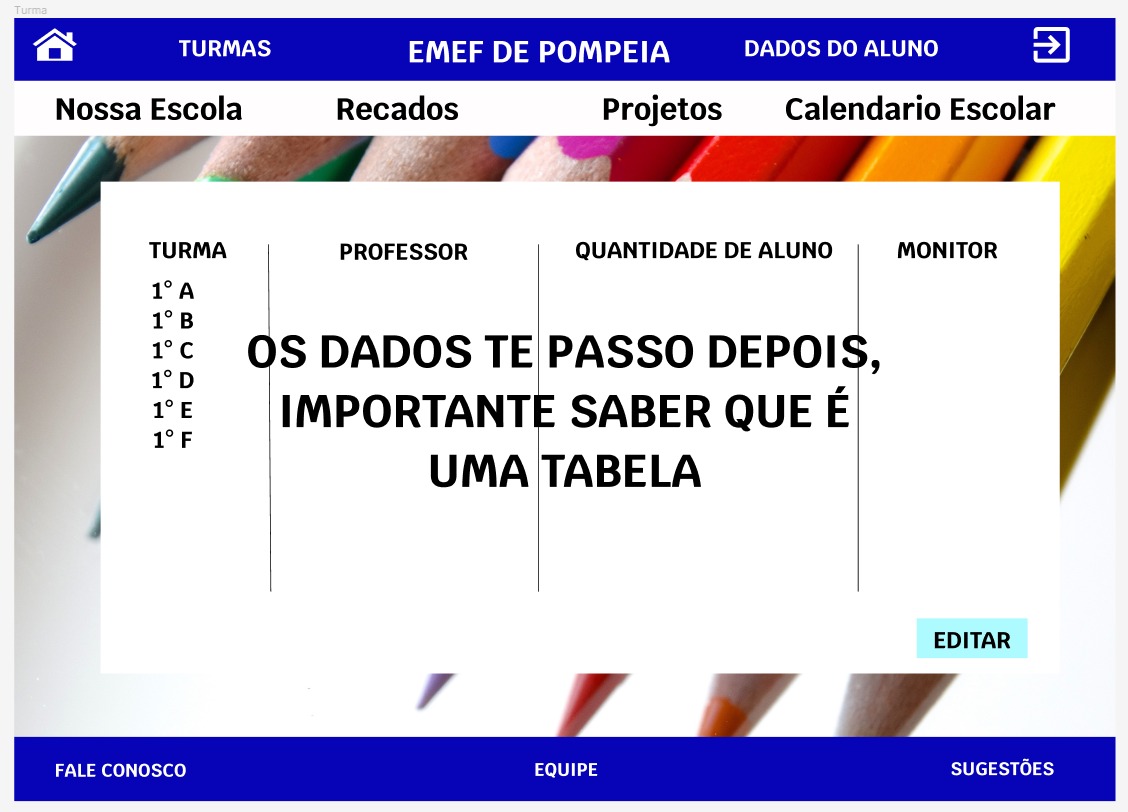 Turma
TURMAS EMEF DE POMPEIA DADOS DO ALUNO
Nossa Escola Recados Projetos Calendario Escolar
TURMA PROFESSOR QUANTIDADE DE ALUNO MONITOR
1° A
1° B
1° C
1° D
1° E
1° F
OS DADOS TE PASSO DEPOIS,
IMPORTANTE SABER QUE É
UMA TABELA
EDITAR
FALE CONOSCO EQUIPE SUGESTÕES